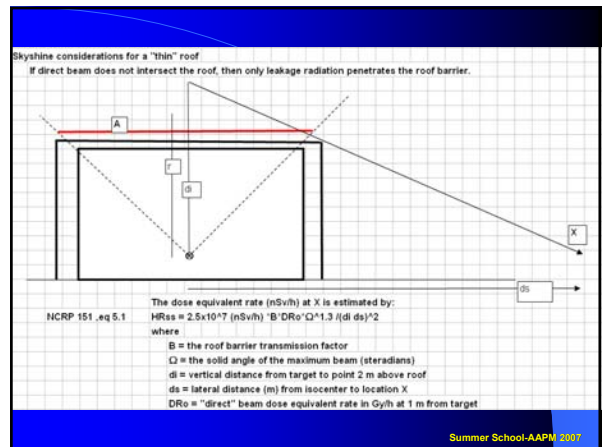 Skyshine considerations for a "thin" roof
If direct beam does not intersect the roof, then only leakage radiation penetrates the roof barrier.
A
r
di
X
ds
The dose equivalent rate (nSv/h) at X is estimated by:
NCRP 151 ,eq 5.1 HRss = 2.5x10^7 (nSv/h) *B*DRo*Ω^1.3 /(di ds)^2
where
B = the roof barrier transmission factor
Ω = the solid angle of the maximum beam (steradians)
di = vertical distance from target to point 2 m above roof
ds = lateral distance (m) from isocenter to location X
DRo = "direct" beam dose equivalent rate in Gy/h at 1 m from target
Summer School-AAPM 2007